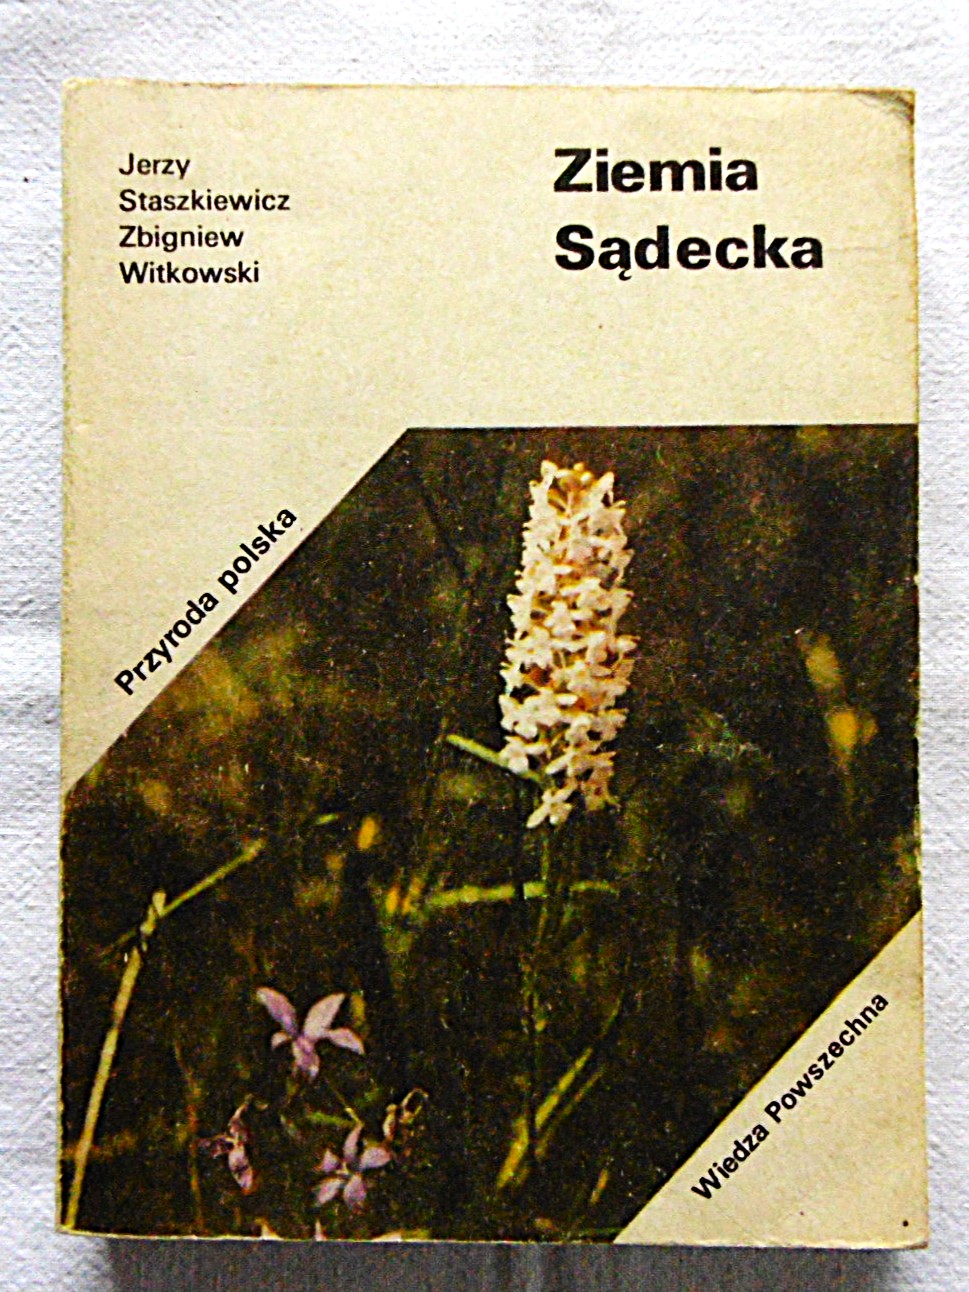 Jerzy
Staszkiewicz
Zbigniew
Witkowski
Ziemia
Sądecka
Przyroda polska
Wiedza Powszechna